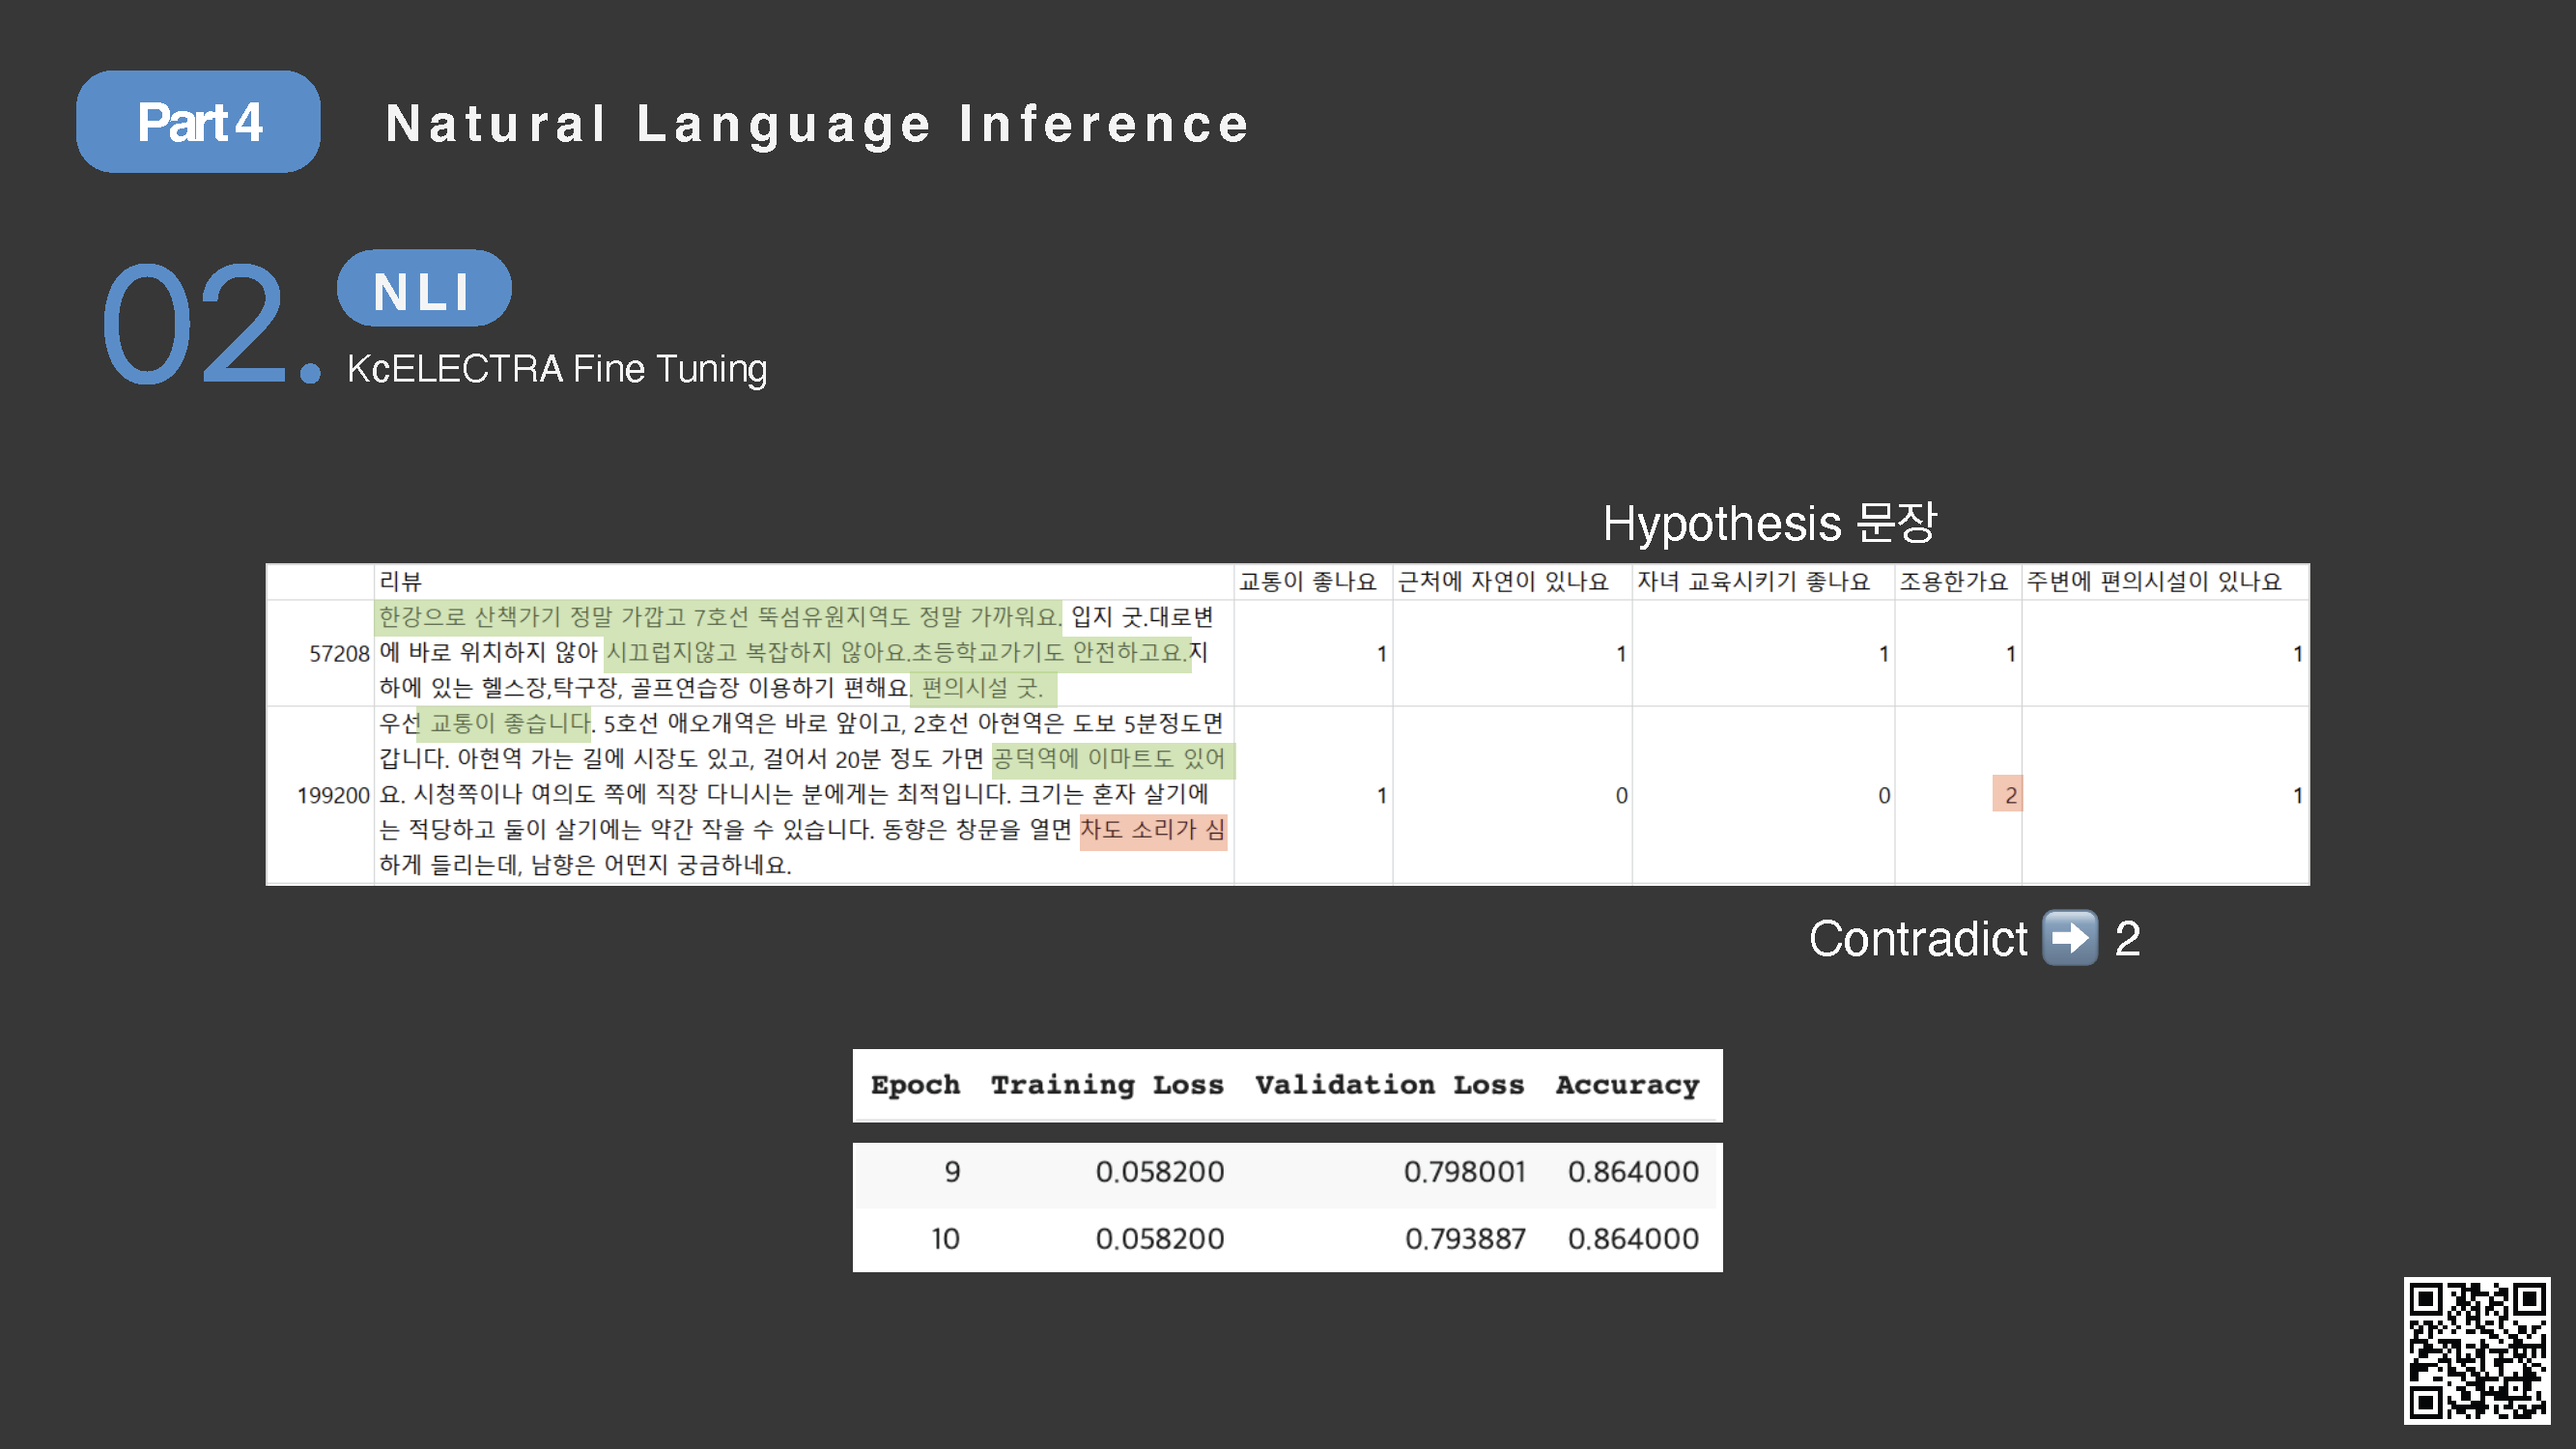 Part 4
Natural Language Inference
02.
NLI
KcELECTRA Fine Tuning
Hypothesis 문장
리뷰 교통이 좋나요 근처에 자연이 있나요 자녀 교육시키기 좋나요 조용한가요 주변에 편의시설이 있나요
한강으로 산책가기 정말 가깝고 7호선 뚝섬유원지역도 정말 가까워요. 입지 굿.대로변
57208 에 바로 위치하지 않아 시끄럽지않고 복잡하지 않아요.초등학교가기도 안전하고요.지 1 1 1 1 1
하에 있는 헬스장,탁구장, 골프연습장 이용하기 편해요. 편의시설 굿.
우선 교통이 좋습니다. 5호선 애오개역은 바로 앞이고, 2호선 아현역은 도보 5분정도면
갑니다. 아현역 가는 길에 시장도 있고, 걸어서 20분 정도 가면 공덕역에 이마트도 있어
199200 요. 시청쪽이나 여의도 쪽에 직장 다니시는 분에게는 최적입니다. 크기는 혼자 살기에 1 0 0 2 1
는 적당하고 둘이 살기에는 약간 작을 수 있습니다. 동향은 창문을 열면 차도 소리가 심
하게 들리는데, 남향은 어떤지 궁금하네요.
Contradict ➡ 2
Epoch Training Loss Validation Loss Accuracy
9 0.058200 0.798001 0.864000
10 0.058200 0.793887 0.864000